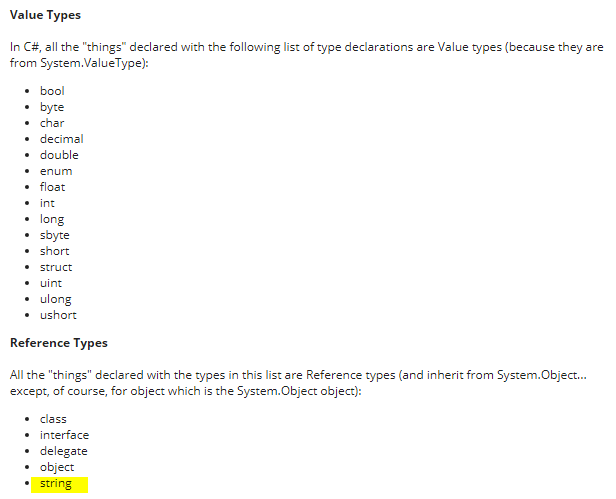 Value Types
In C#, all the "things" declared with the following list of type declarations are Value types (because they are
from System.ValueType):
• bool
• byte
• char
• decimal
• double
• enum
• float
• int
• long
• sbyte
• short
• struct
• uint
• ulong
• ushort
Reference Types
All the "things" declared with the types in this list are Reference types (and inherit from System.Object...
except, of course, for object which is the System.Object object):
• class
• interface
• delegate
• object
• string